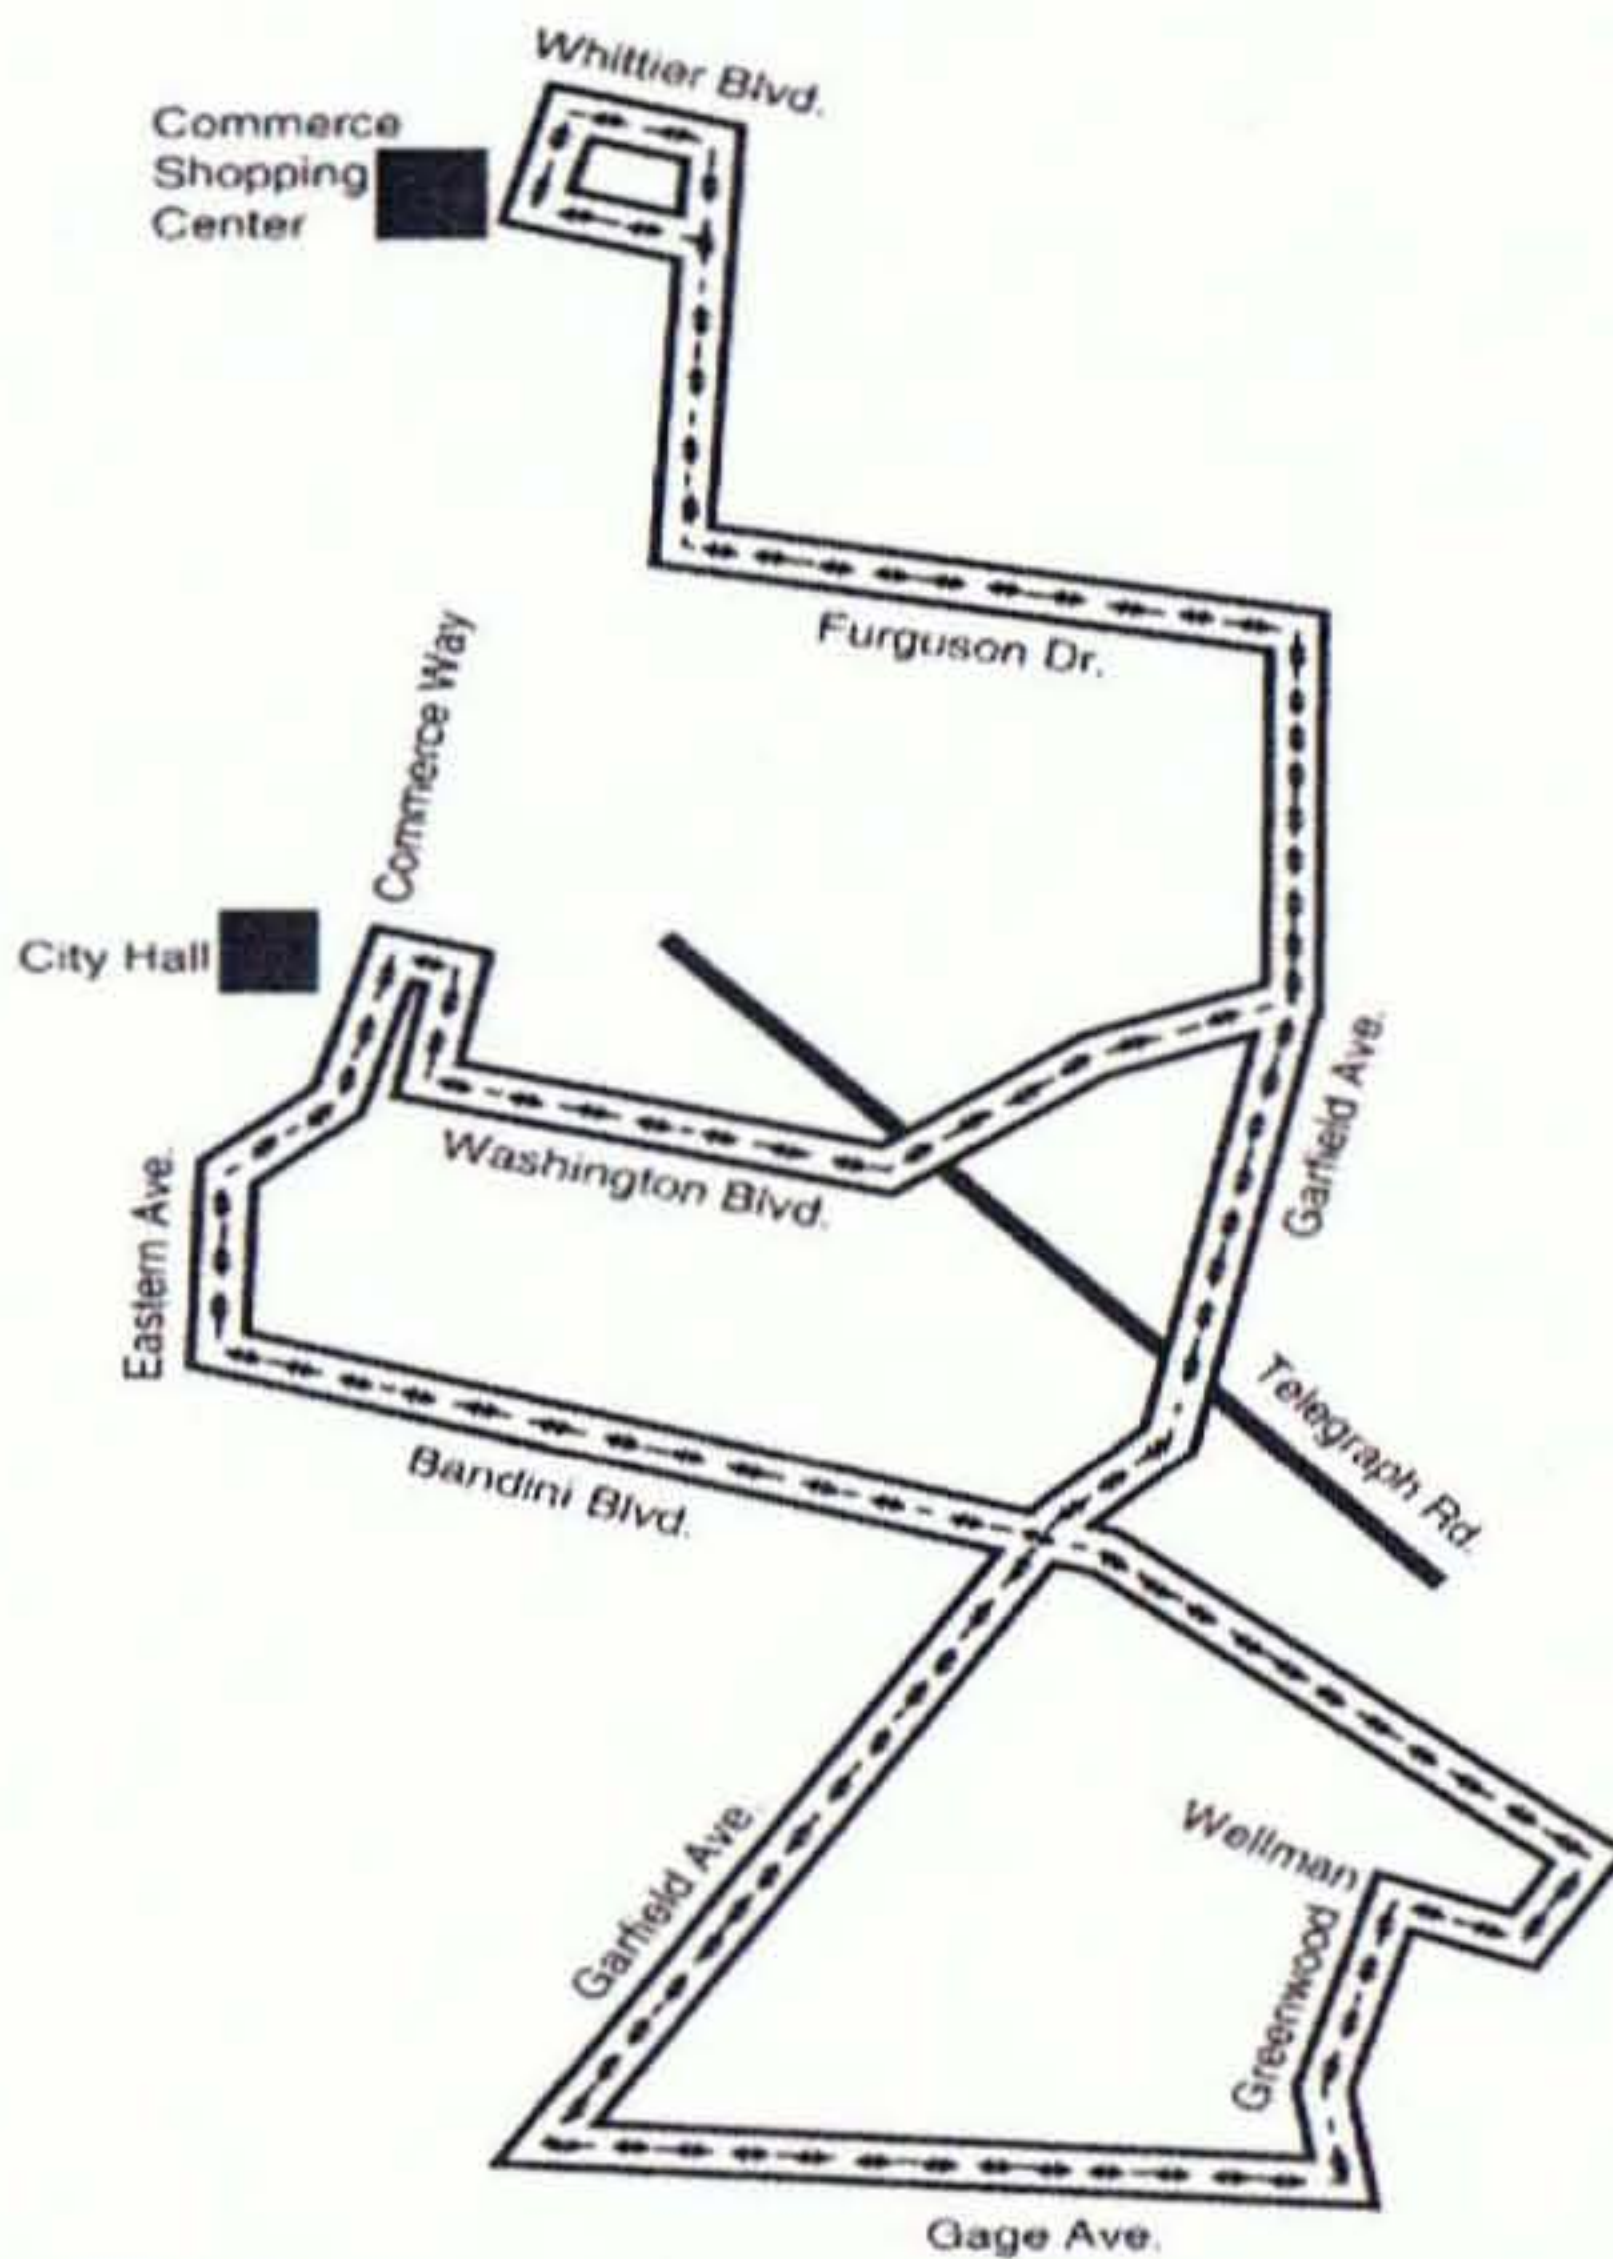 Whittier Blvd.
Commerce
Shopping
Center
Furguson Dr.
Commerce Way
City Hall
Garfield Ave.
Washington Blvd.
Eastern Ave.
Telegraph Rd.
Bandini Blvd.
Wellman
Garfield Ave.
Greenwood
Gage Ave.